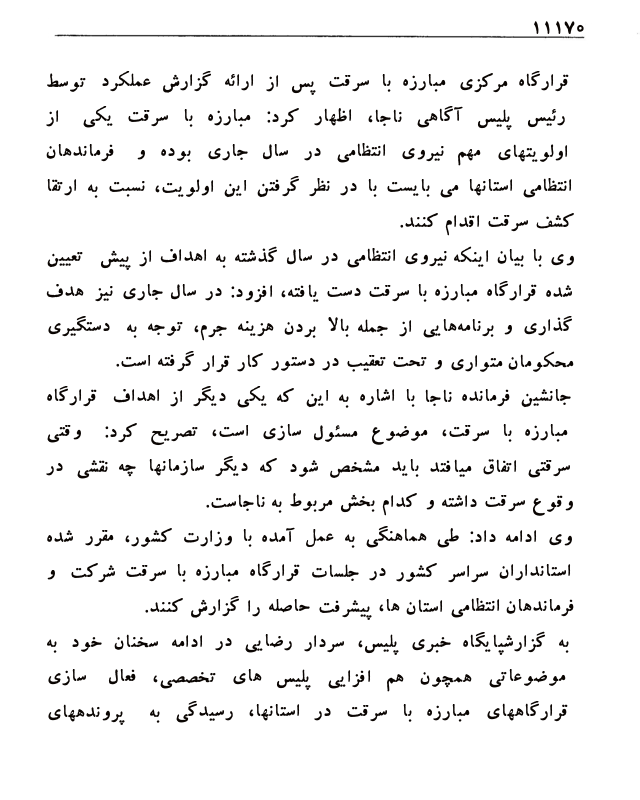 ۱۱۱۷۰
قرارگاه مرکزی مبارزه با سرقت پس از ارائه گزارش عملکرد توسط
رئیس پلیس آگاهی ناجا، اظهار کرد: مبارزه با سرقت یکی از
اولویتهای مهم نیروی انتظامی در سال جاری بوده و فرماندهان
انتظامی استانها می بایست با در نظر گرفتن این اولویت، نسبت به ارتقا
کشف سرقت اقدام کنند.
وی با بیان اینکه نیروی انتظامی در سال گذشته به اهداف از پیش تعیین
شده قرارگاه مبارزه با سرقت دست یافته، افزود: در سال جاری نیز هدف
گذاری و برنامه‌هایی از جمله بالا بردن هزینه جرم، توجه به دستگیری
محکومان متواری و تحت تعقیب در دستور کار قرار گرفته است.
جانشین فرمانده ناجا با اشاره به این که یکی دیگر از اهداف قرارگاه
مبارزه با سرقت، موضوع مسئول سازی است، تصریح کرد: وقتی
سرقتی اتفاق میافتد باید مشخص شود که دیگر سازمانها چه نقشی در
وقوع سرقت داشته و کدام بخش مربوط به ناجاست.
وی ادامه داد: طی هماهنگی به عمل آمده با وزارت کشور، مقرر شده
استانداران سراسر کشور در جلسات قرارگاه مبارزه با سرقت شرکت و
فرماندهان انتظامی استان ها، پیشرفت حاصله را گزارش کنند.
به گزارشپایگاه خبری پلیس، سردار رضایی در ادامه سخنان خود به
موضوعاتی همچون هم افزایی پلیس های تخصصی، فعال سازی
قرارگاههای مبارزه با سرقت در استانها، رسیدگی به پروندههای